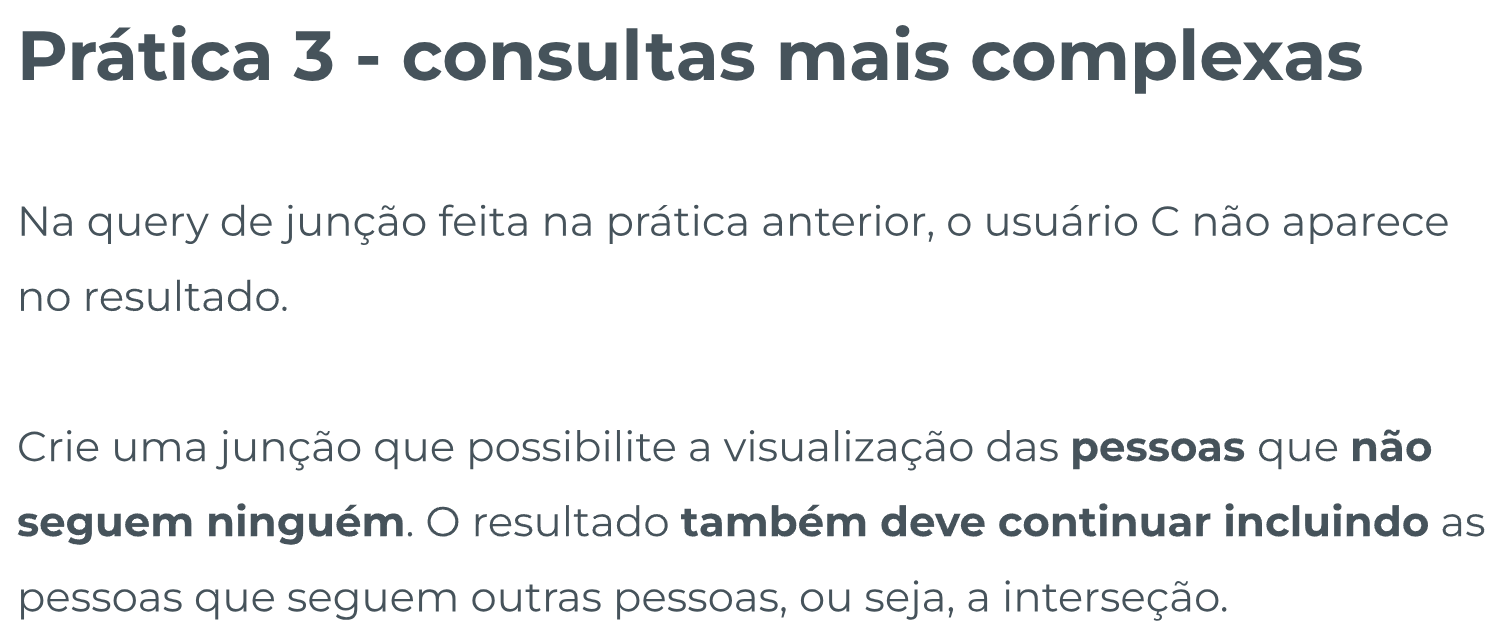 Prática 3 - consultas mais complexas
Na query de junção feita na prática anterior, o usuário C não aparece
no resultado.
Crie uma junção que possibilite a visualização das pessoas que não
seguem ninguém. O resultado também deve continuar incluindo as
pessoas que seguem outras pessoas, ou seja, a interseção.